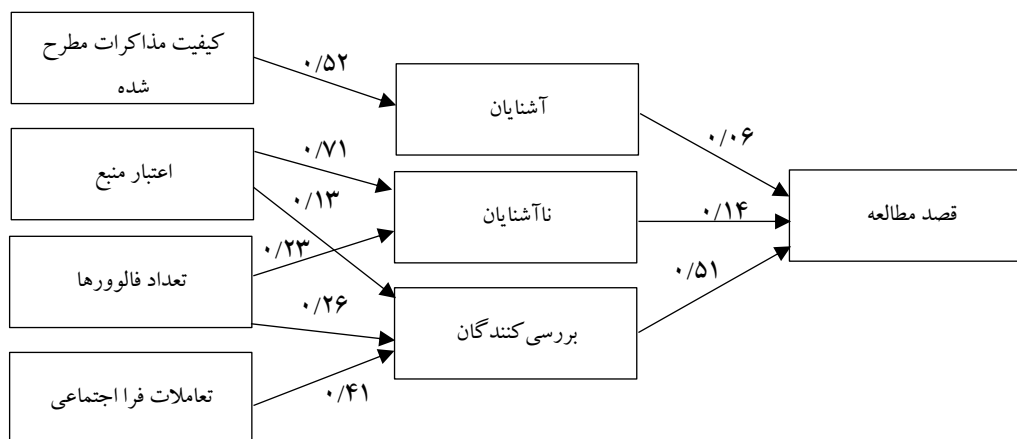 کیفیت مذاکرات مطرح
شده
۰/۵۲
آشنایان
۰/۰۶
اعتبار منبع
۰/۷۱
۰/۱۳
ناآشنایان
۰/۱۴
قصد مطالعه
تعداد فالوورها
۰/۲۳
۰/۲۶
بررسی‌کنندگان
۰/۵۱
تعاملات فرا اجتماعی
۰/۴۱